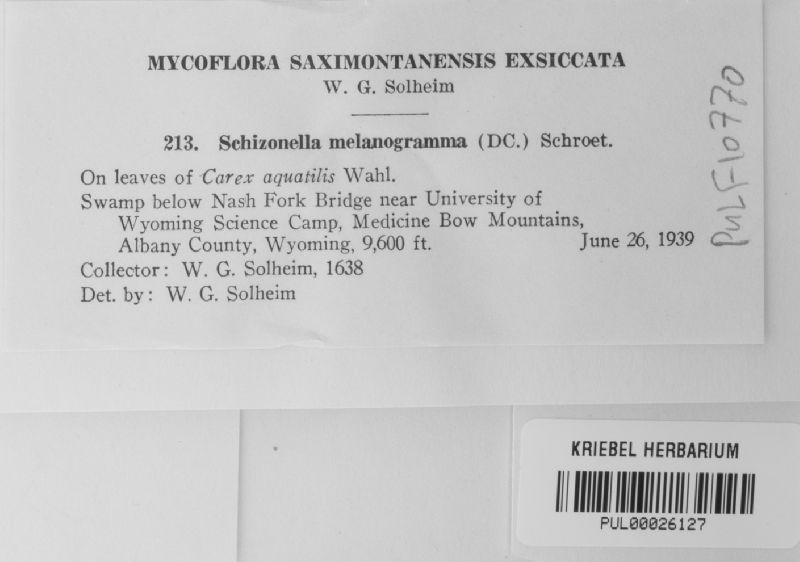 MYCOFLORA SAXIMONTANENSIS EXSICCATA
W. G. Solheim
213. Schizonella melanogramma (DC.) Schroet.
On leaves of Carex aquatilis Wahl.
Swamp below Nash Fork Bridge near University of
Wyoming Science Camp, Medicine Bow Mountains,
Albany County, Wyoming, 9,600 ft. June 26, 1939
Collector: W. G. Solheim, 1638
Det. by: W. G. Solheim
PUL F-10770
KRIEBEL HERBARIUM
PUL00026127